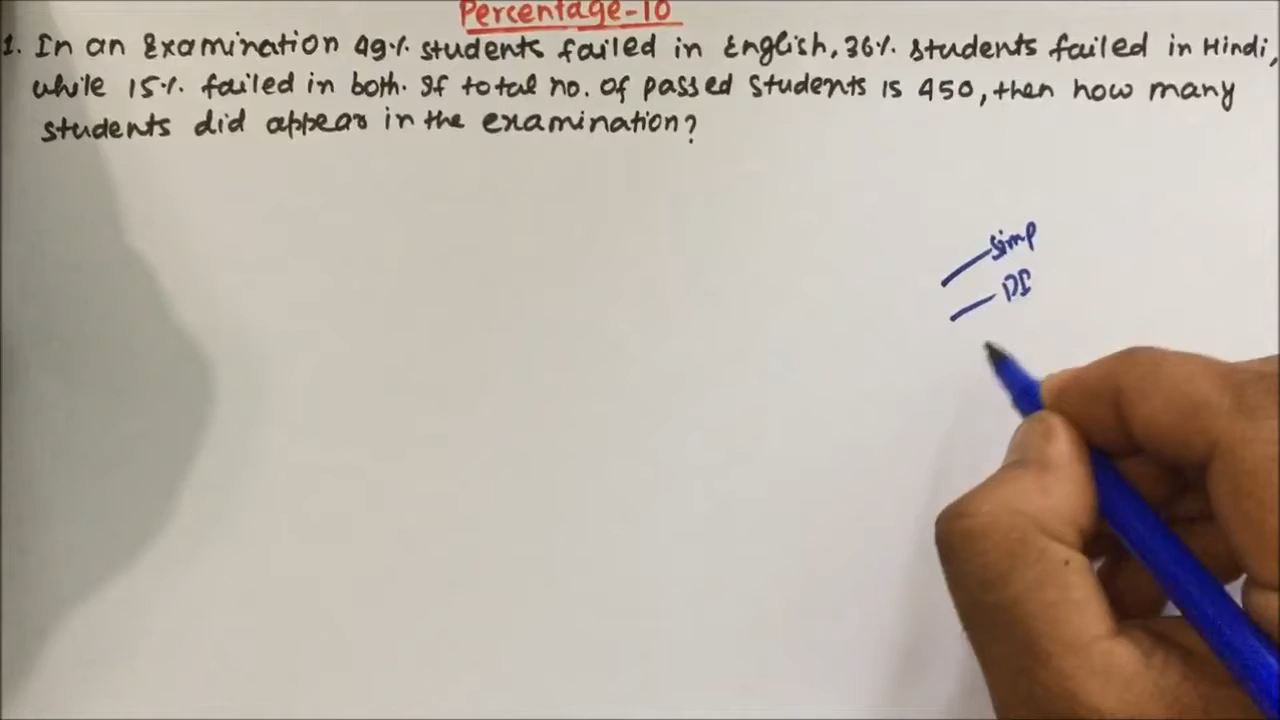 Percentage-10
1. In an Examination 49% students failed in English, 36% students failed in Hindi,
while 15% failed in both. If total no. of passed students is 450, then how many
students did appear in the examination?
Simp
DI